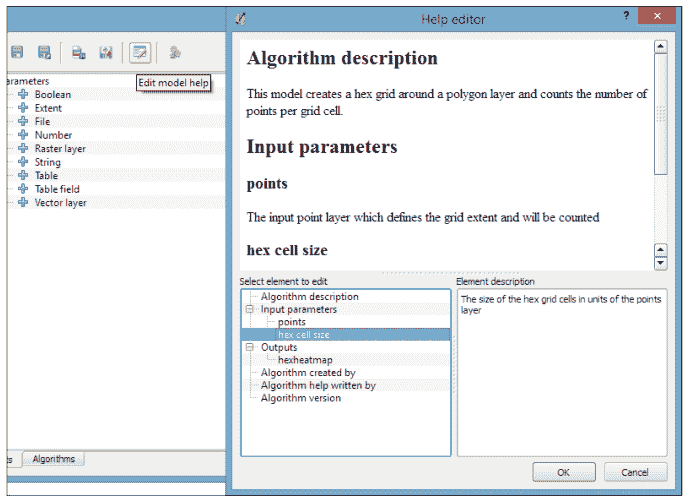 arameters
Boolean
Extent
File
Number
Raster layer
String
Table
Table field
Vector layer
Edit model help
ts
Algorithms
Help editor
?
x
Algorithm description
This model creates a hex grid around a polygon layer and counts the number of
points per grid cell.
Input parameters
points
The input point layer which defines the grid extent and will be counted
hex cell size
Select element to edit
Algorithm description
Input parameters
points
hex cell size
Outputs
hexheatmap
Algorithm created by
Algorithm help written by
Algorithm version
Element description
The size of the hex grid cells in units of the points
layer
OK
Cancel